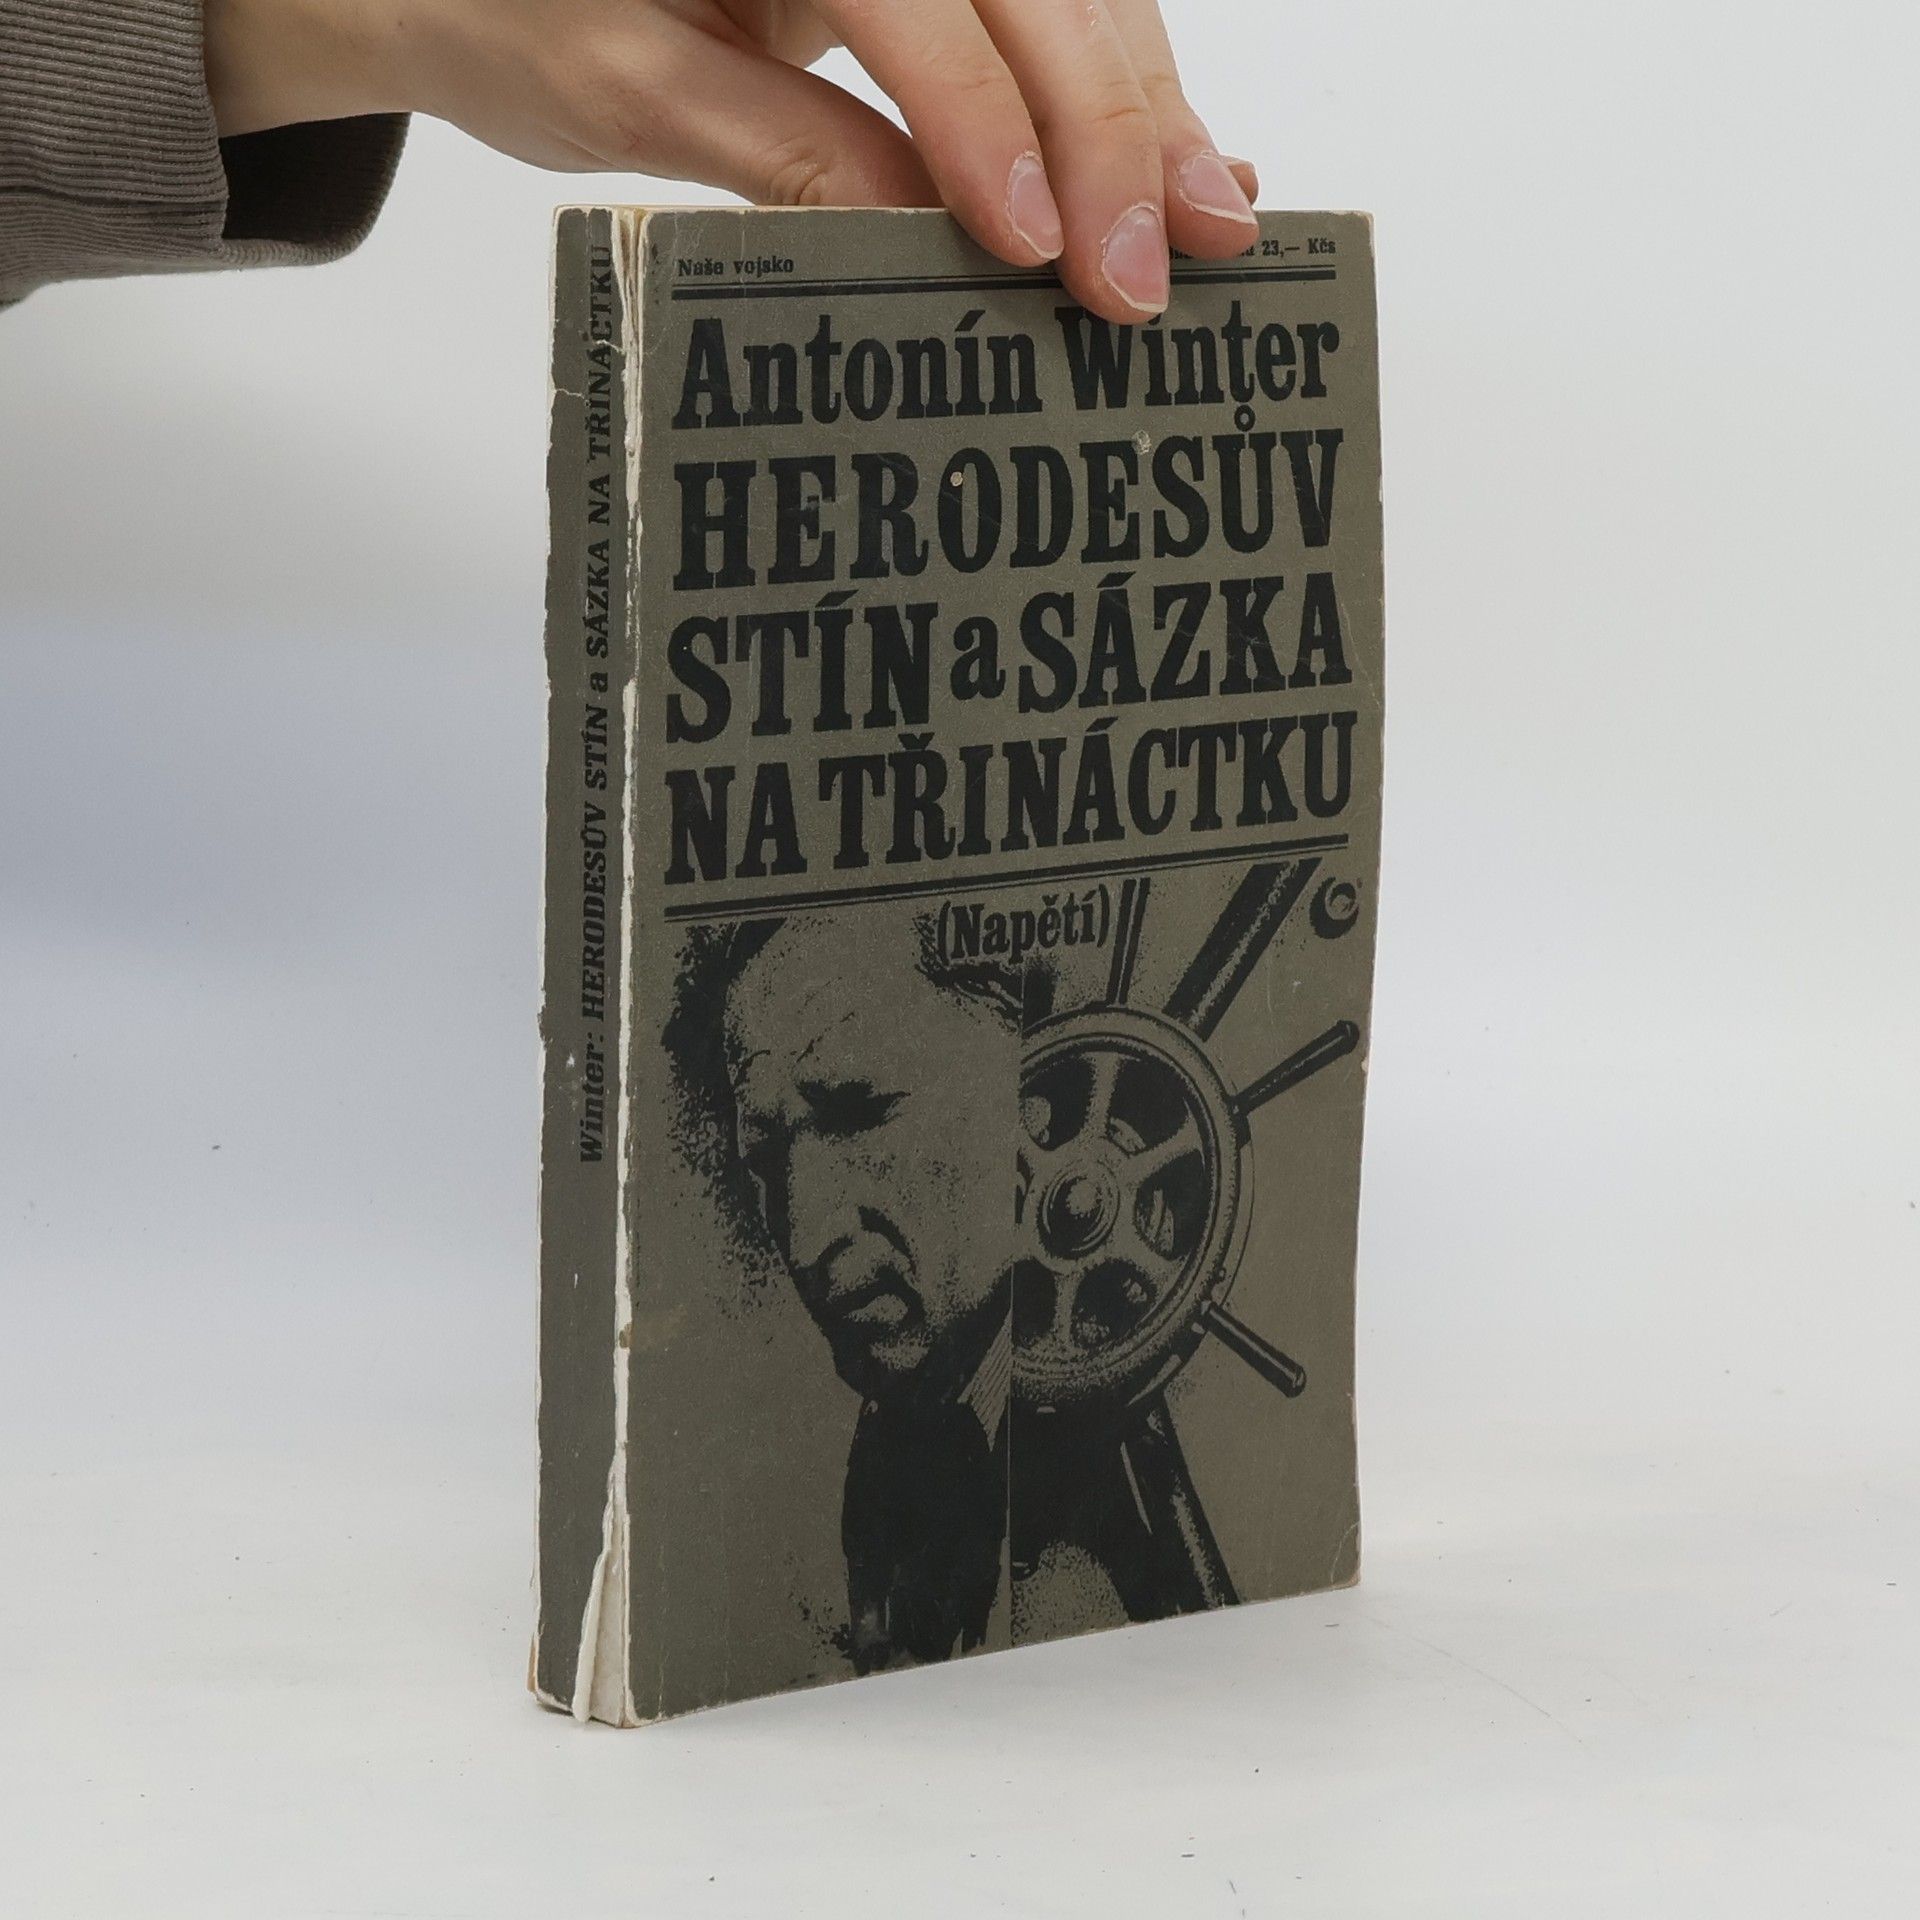 Naše vojsko
23,— Kčs
Antonín Winter
HERODESŮV
STÍN a SÁZKA
NA TŘINÁCTKU
(Napětí)
Winter: HERODESŮV STÍN a SÁZKA NA TŘINÁCTKU